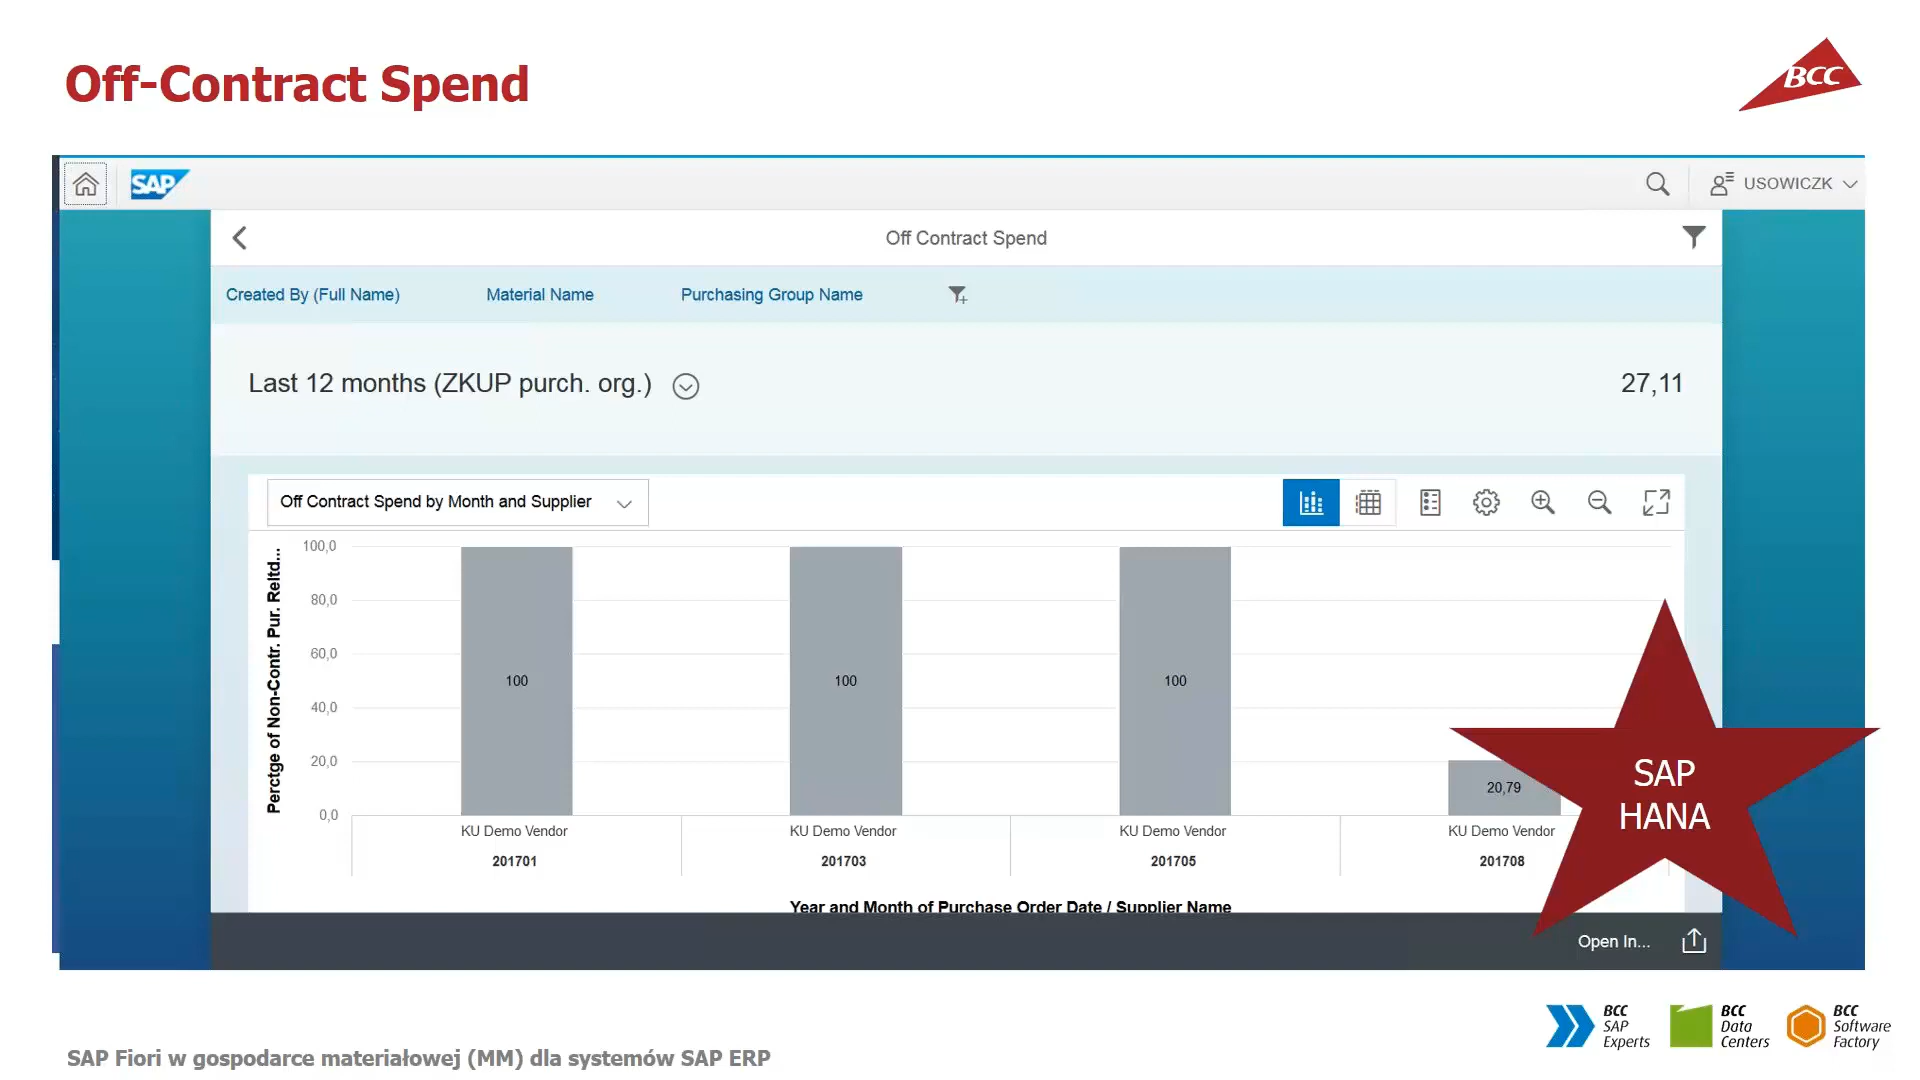 Off-Contract Spend
BCC
SAP
USOWICZK
Off Contract Spend
Created By (Full Name)
Material Name
Purchasing Group Name
Last 12 months (ZKUP purch. org.)
27,11
Off Contract Spend by Month and Supplier
Perctge of Non-Contr. Pur. Reltd...
100,0
80,0
60,0
40,0
20,0
0,0
100
100
100
20,79
KU Demo Vendor
KU Demo Vendor
KU Demo Vendor
KU Demo Vendor
201701
201703
201705
201708
Year and Month of Purchase Order Date / Supplier Name
SAP
HANA
Open In...
BCC
SAP
Experts
BCC
Data
Centers
BCC
Software
Factory
SAP Fiori w gospodarce materiałowej (MM) dla systemów SAP ERP